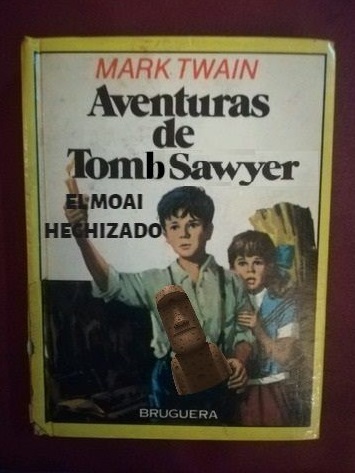 MARK TWAIN
Aventuras
de
Tomb Sawyer
EL MOAI
HECHIZADO
BRUGUERA